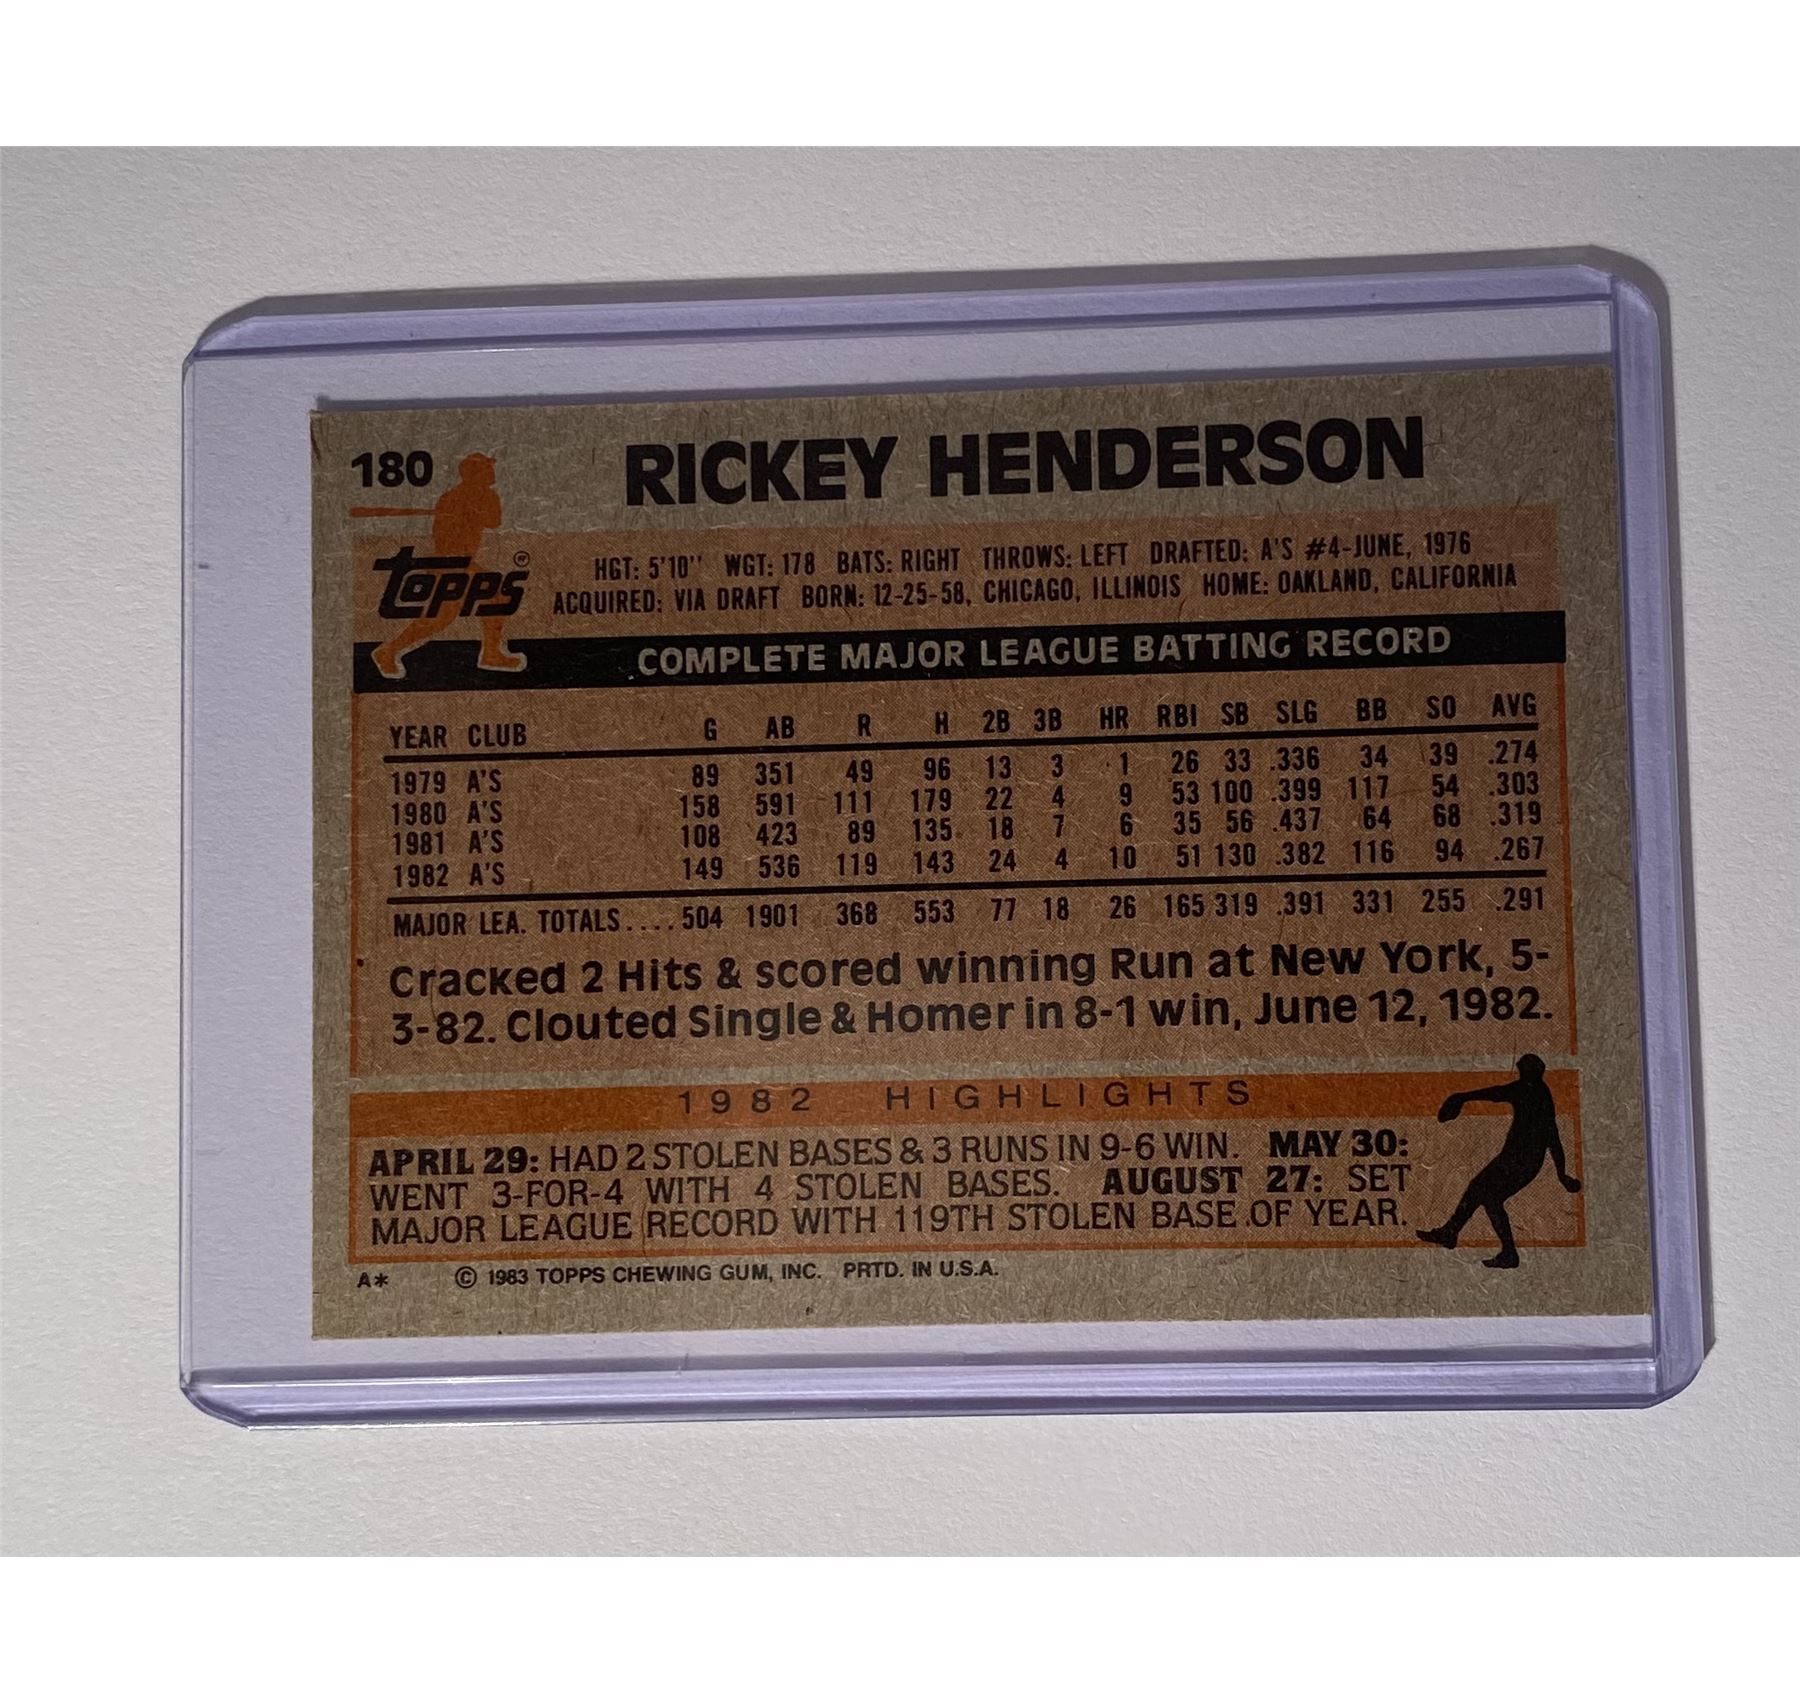 180 RICKEY HENDERSON
Topps®
HGT: 5'10" WGT: 178 BATS: RIGHT THROWS: LEFT DRAFTED: A'S #4-JUNE, 1976
ACQUIRED: VIA DRAFT BORN: 12-25-58, CHICAGO, ILLINOIS HOME: OAKLAND, CALIFORNIA
COMPLETE MAJOR LEAGUE BATTING RECORD
YEAR CLUB G AB R H 2B 3B HR RBI SB SLG BB SO AVG
1979 A'S 89 351 49 96 13 3 1 26 33 .336 34 39 .274
1980 A'S 158 591 111 179 22 4 9 53 100 .399 117 54 .303
1981 A'S 108 423 89 135 18 7 6 35 56 .437 64 68 .319
1982 A'S 149 536 119 143 24 4 10 51 130 .382 116 94 .267
MAJOR LEA. TOTALS.... 504 1901 368 553 77 18 26 165 319 .391 331 255 .291
Cracked 2 Hits & scored winning Run at New York, 5-
3-82. Clouted Single & Homer in 8-1 win, June 12, 1982.
1982 HIGHLIGHTS
APRIL 29: HAD 2 STOLEN BASES & 3 RUNS IN 9-6 WIN. MAY 30:
WENT 3-FOR-4 WITH 4 STOLEN BASES. AUGUST 27: SET
MAJOR LEAGUE RECORD WITH 119TH STOLEN BASE OF YEAR.
A* © 1983 TOPPS CHEWING GUM, INC. PRTD. IN U.S.A.